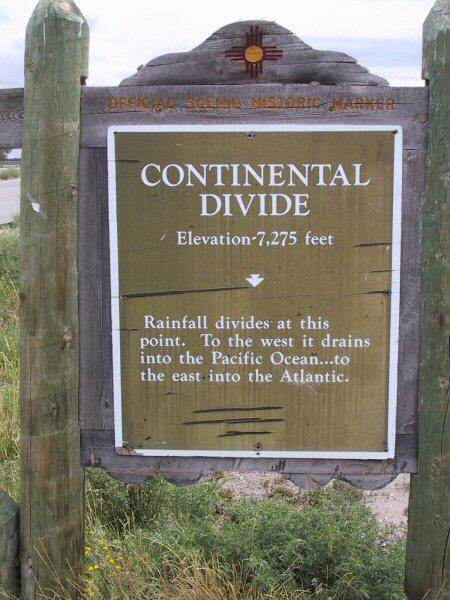 OFFICIAL SCENIC HISTORIC MARKER
CONTINENTAL
DIVIDE
Elevation-7,275 feet
Rainfall divides at this
point. To the west it drains
into the Pacific Ocean...to
the east into the Atlantic.